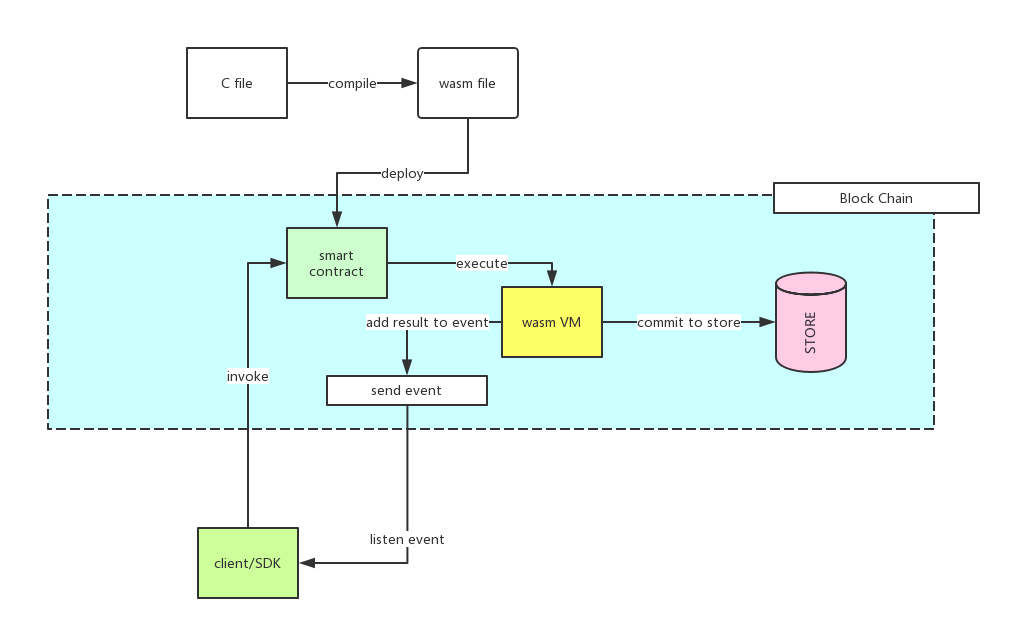 C file
compile
wasm file
deploy
Block Chain
smart
contract
execute
add result to event
wasm VM
commit to store
STORE
invoke
send event
listen event
client/SDK